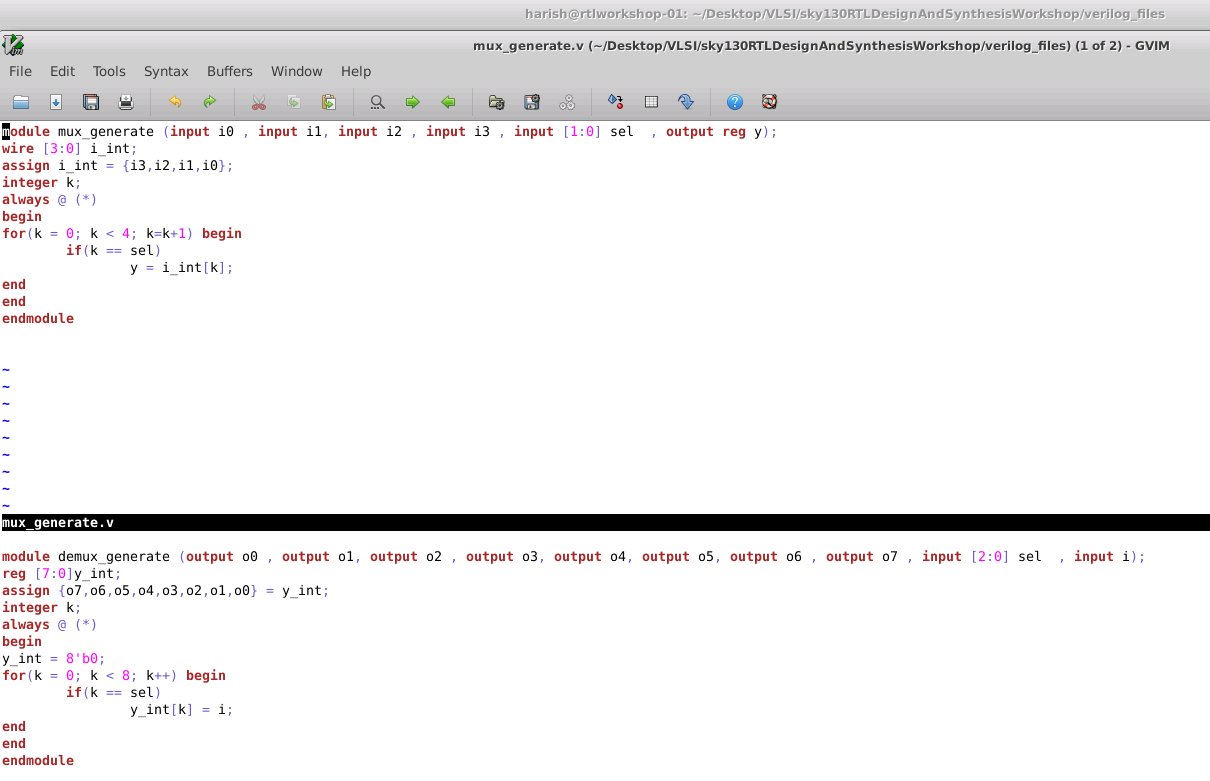 harish@rtlworkshop-01: ~/Desktop/VLSI/sky130RTLDesignAndSynthesisWorkshop/verilog_files
mux_generate.v (~/Desktop/VLSI/sky130RTLDesignAndSynthesisWorkshop/verilog_files) (1 of 2) - GVIM
File Edit Tools Syntax Buffers Window Help
module mux_generate (input i0 , input i1, input i2 , input i3 , input [1:0] sel  , output reg y);
wire [3:0] i_int;
assign i_int = {i3,i2,i1,i0};
integer k;
always @ (*)
begin
for(k = 0; k < 4; k=k+1) begin
        if(k == sel)
                y = i_int[k];
end
end
endmodule
~
~
~
~
~
~
~
~
~
mux_generate.v
module demux_generate (output o0 , output o1, output o2 , output o3, output o4, output o5, output o6 , output o7 , input [2:0] sel  , input i);
reg [7:0]y_int;
assign {o7,o6,o5,o4,o3,o2,o1,o0} = y_int;
integer k;
always @ (*)
begin
y_int = 8'b0;
for(k = 0; k < 8; k++) begin
        if(k == sel)
                y_int[k] = i;
end
end
endmodule